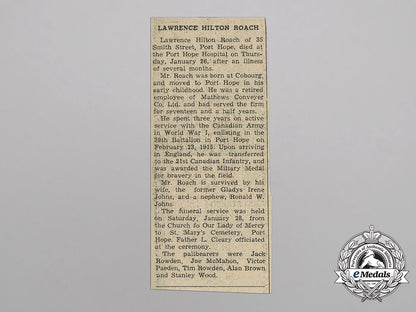 LAWRENCE HILTON ROACH
Lawrence Hilton Roach of 35
Smith Street, Port Hope, died at
the Port Hope Hospital on Thurs-
day, January 26, after an illness
of several months.
Mr. Roach was born at Cobourg,
and moved to Port Hope in his
early childhood. He was a retired
employee of Mathews Conveyer
Co, Ltd. and had served the firm
for seventeen and a half years.
He spent three years on active
service with the Canadian Army
in World War I, enlisting in the
39th Battalion in Port Hope on
February 23, 1915. Upon arriving
in England, he was transferred
to the 21st Canadian Infantry, and
was awarded the Miltary Medal
for bravery in the field.
Mr. Roach is survived by his
wife, the former Gladys Irene
Johns, and a nephew, Ronald W.
Johns.
The funeral service was held
on Saturday, January 28, from
the Church fo Our Lady of Mercy
to St. Mary's Cemetery, Port
Hope. Father L. Cleary officiated
at the ceremony.
The pallbearers were Jack
Rowden, Joe McMahon, Victor
Paeden, Tim Rowden, Alan Brown
and Stanley Wood.
eMedals